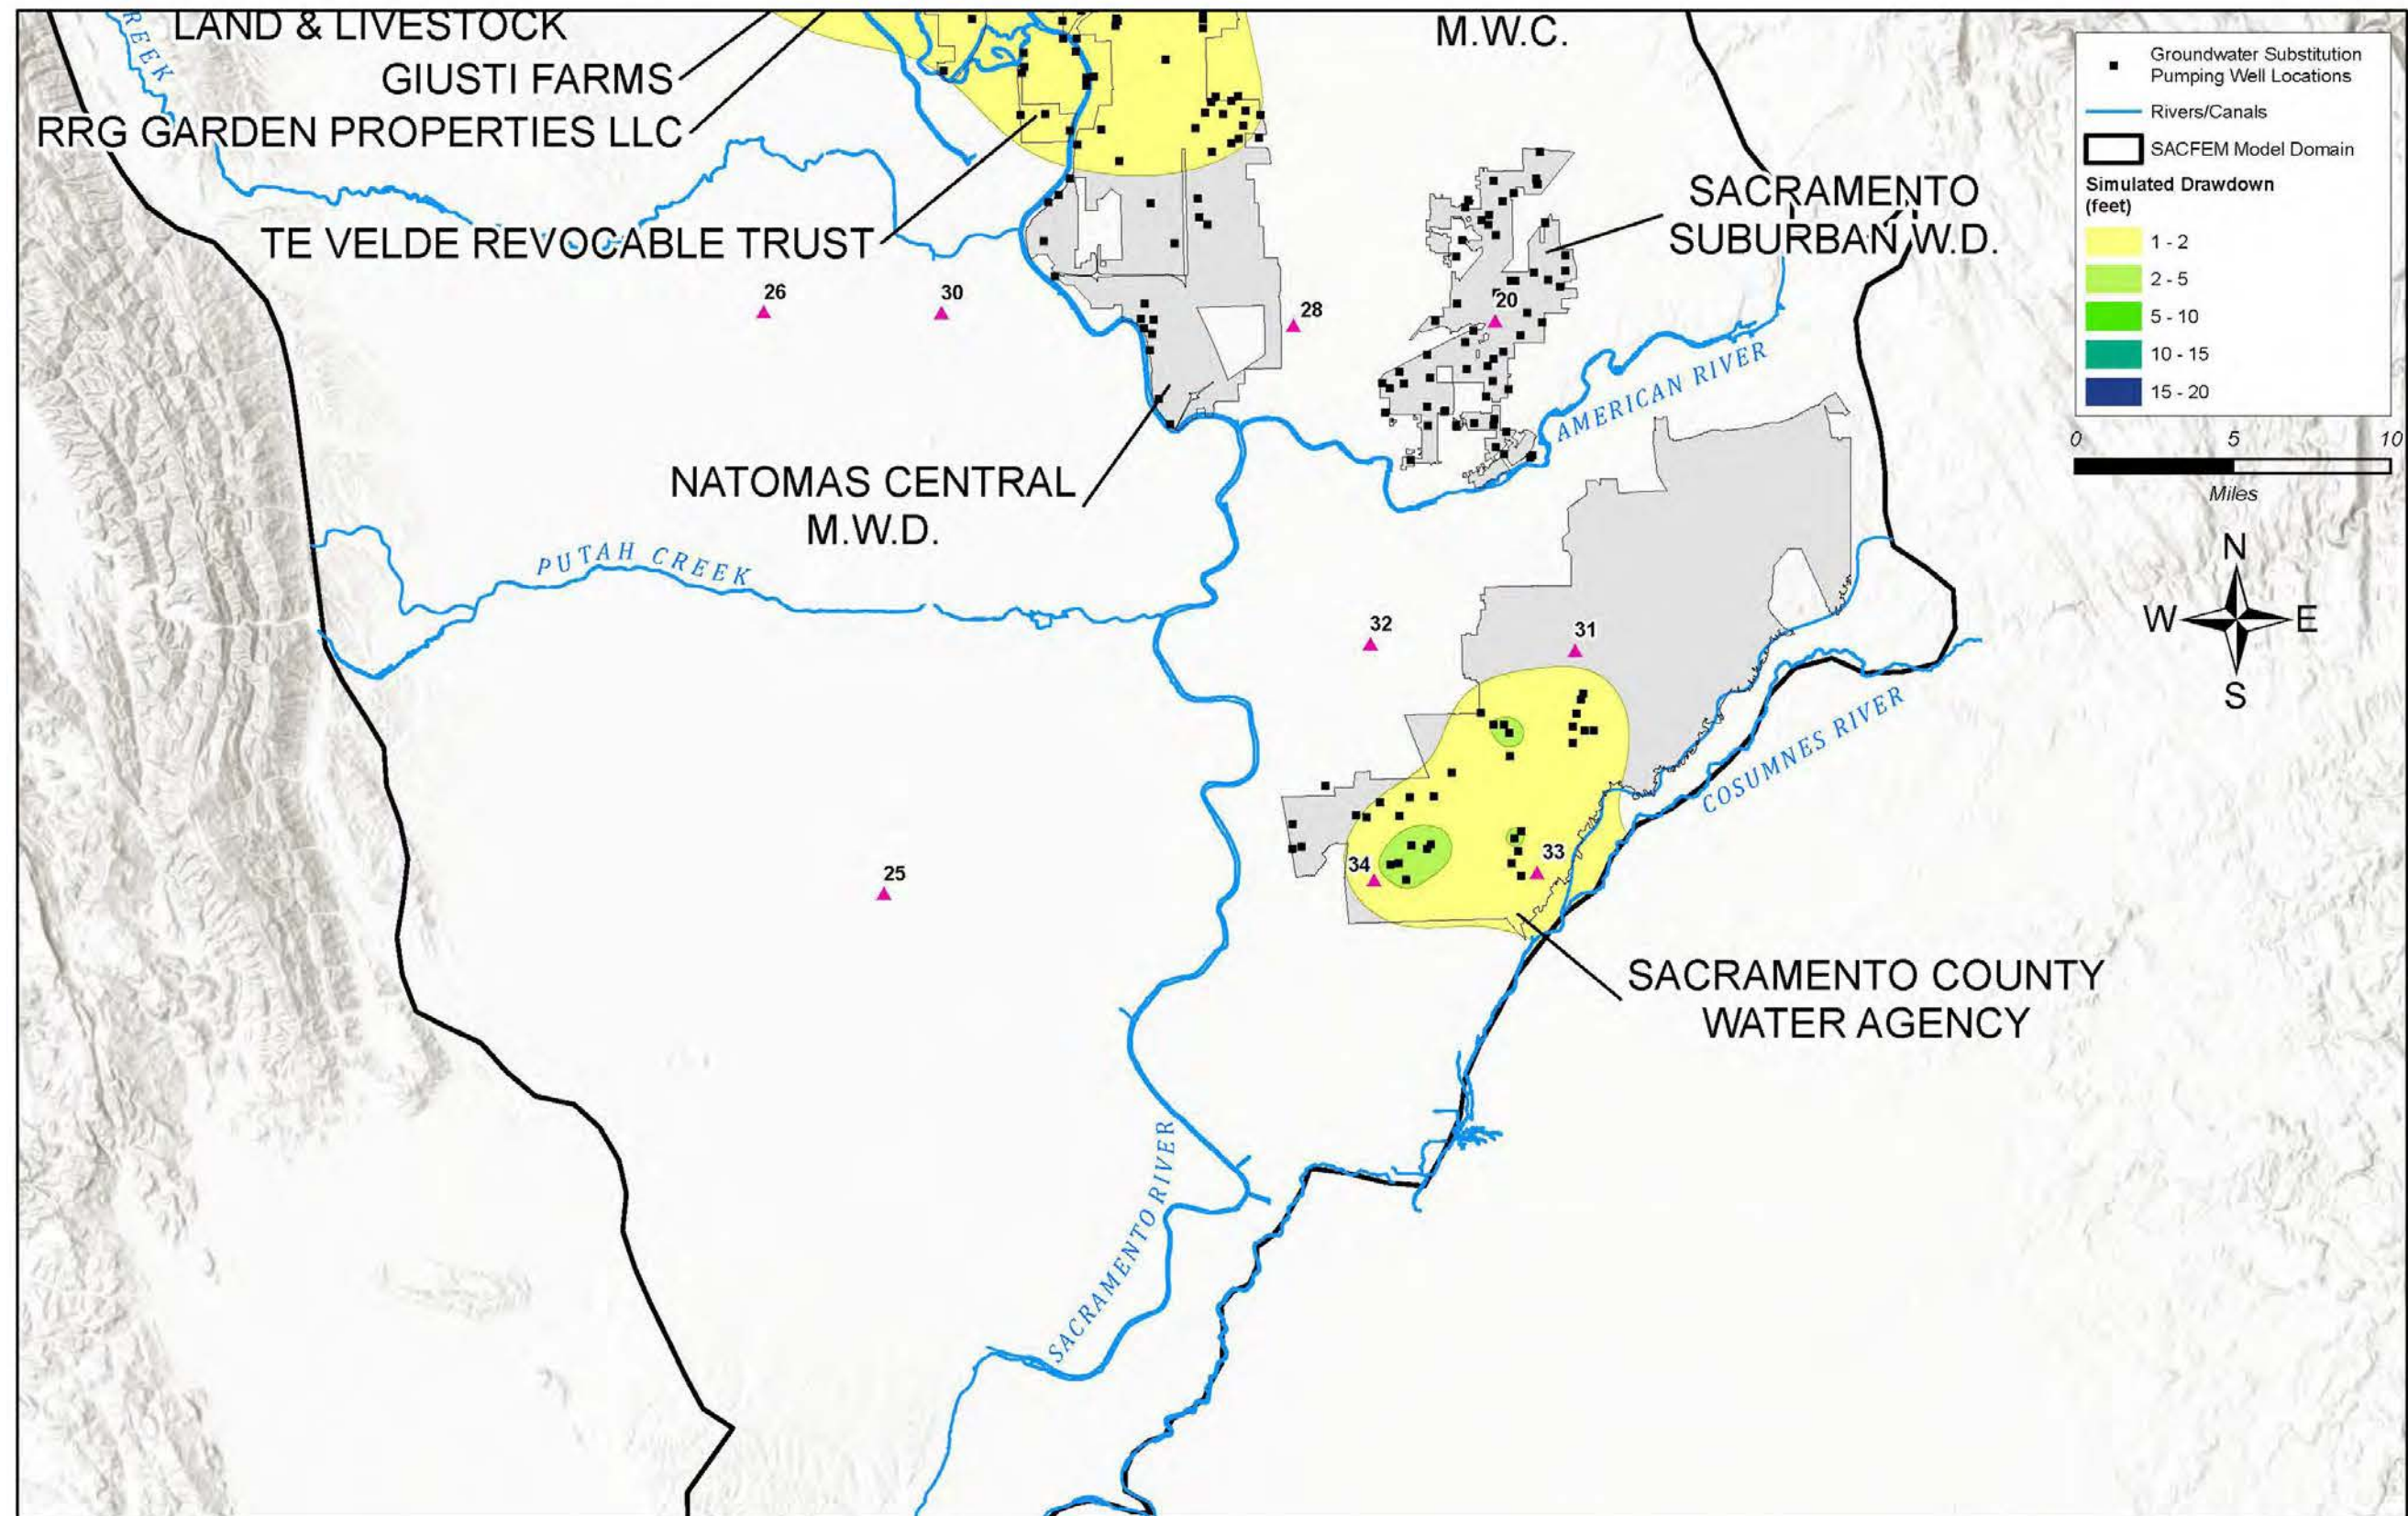 LAND & LIVESTOCK
GIUSTI FARMS
RRG GARDEN PROPERTIES LLC
TE VELDE REVOCABLE TRUST
REEK
M.W.C.
SACRAMENTO
SUBURBAN W.D.
Groundwater Substitution
Pumping Well Locations
Rivers/Canals
SACFEM Model Domain
Simulated Drawdown
(feet)
1 - 2
2 - 5
5 - 10
10 - 15
15 - 20
0 5 10
Miles
N
W E
S
26
30
28
20
AMERICAN RIVER
NATOMAS CENTRAL
M.W.D.
PUTAH CREEK
32
31
COSUMNES RIVER
25
34
33
SACRAMENTO COUNTY
WATER AGENCY
SACRAMENTO RIVER